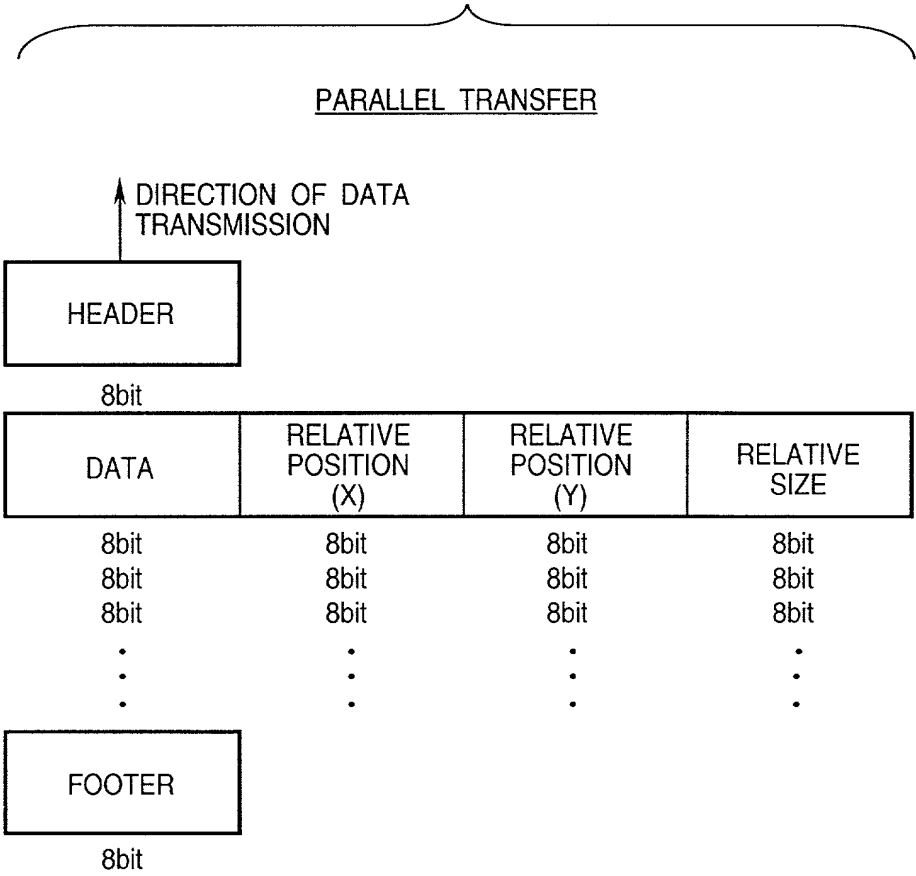 PARALLEL TRANSFER
DIRECTION OF DATA
TRANSMISSION
HEADER
8bit
DATA
RELATIVE
POSITION
(X)
RELATIVE
POSITION
(Y)
RELATIVE
SIZE
8bit 8bit 8bit 8bit
8bit 8bit 8bit 8bit
8bit 8bit 8bit 8bit
FOOTER
8bit